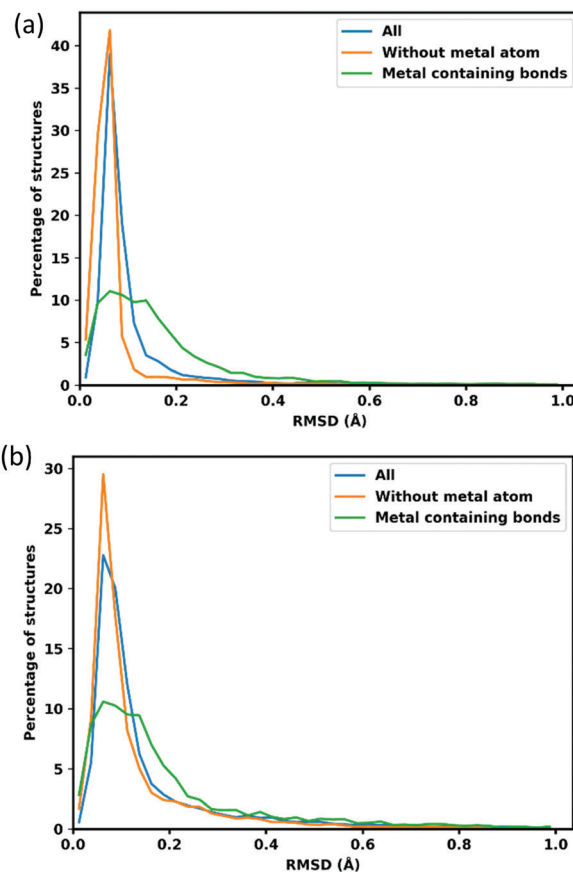 (a)
All
Without metal atom
Metal containing bonds
Percentage of structures
40
35
30
25
20
15
10
5
0
0.0 0.2 0.4 0.6 0.8 1.0
RMSD (Å)
(b)
All
Without metal atom
Metal containing bonds
Percentage of structures
30
25
20
15
10
5
0
0.0 0.2 0.4 0.6 0.8 1.0
RMSD (Å)